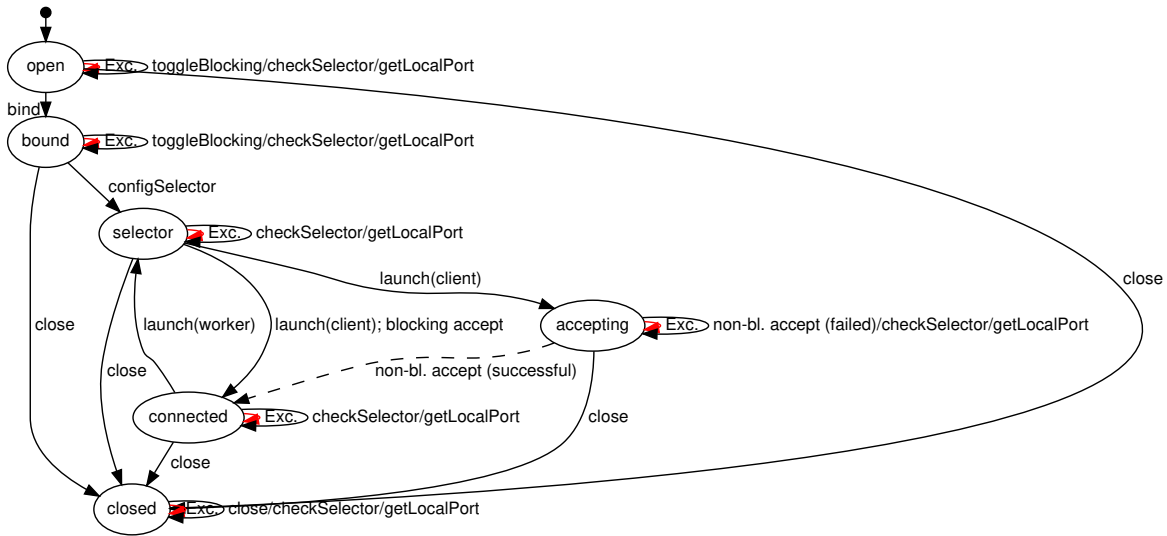 open
Exc.
toggleBlocking/checkSelector/getLocalPort
bind
bound
Exc.
toggleBlocking/checkSelector/getLocalPort
configSelector
selector
Exc.
checkSelector/getLocalPort
launch(client)
close
close
launch(worker)
launch(client); blocking accept
accepting
Exc.
non-bl. accept (failed)/checkSelector/getLocalPort
close
non-bl. accept (successful)
connected
Exc.
checkSelector/getLocalPort
close
close
closed
Exc.
close/checkSelector/getLocalPort